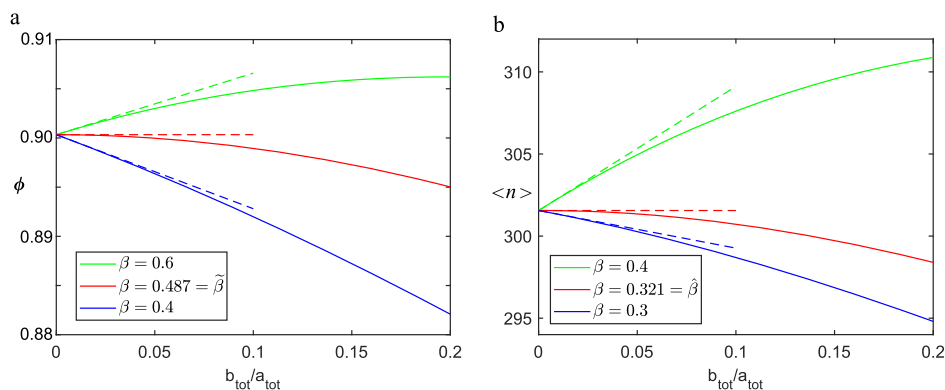 a
0.91
0.90
0.89
0.88
ϕ
β = 0.6
β = 0.487 = β̃
β = 0.4
0 0.05 0.1 0.15 0.2
b_tot/a_tot
b
310
305
<n>
300
295
β = 0.4
β = 0.321 = β̂
β = 0.3
0 0.05 0.1 0.15 0.2
b_tot/a_tot